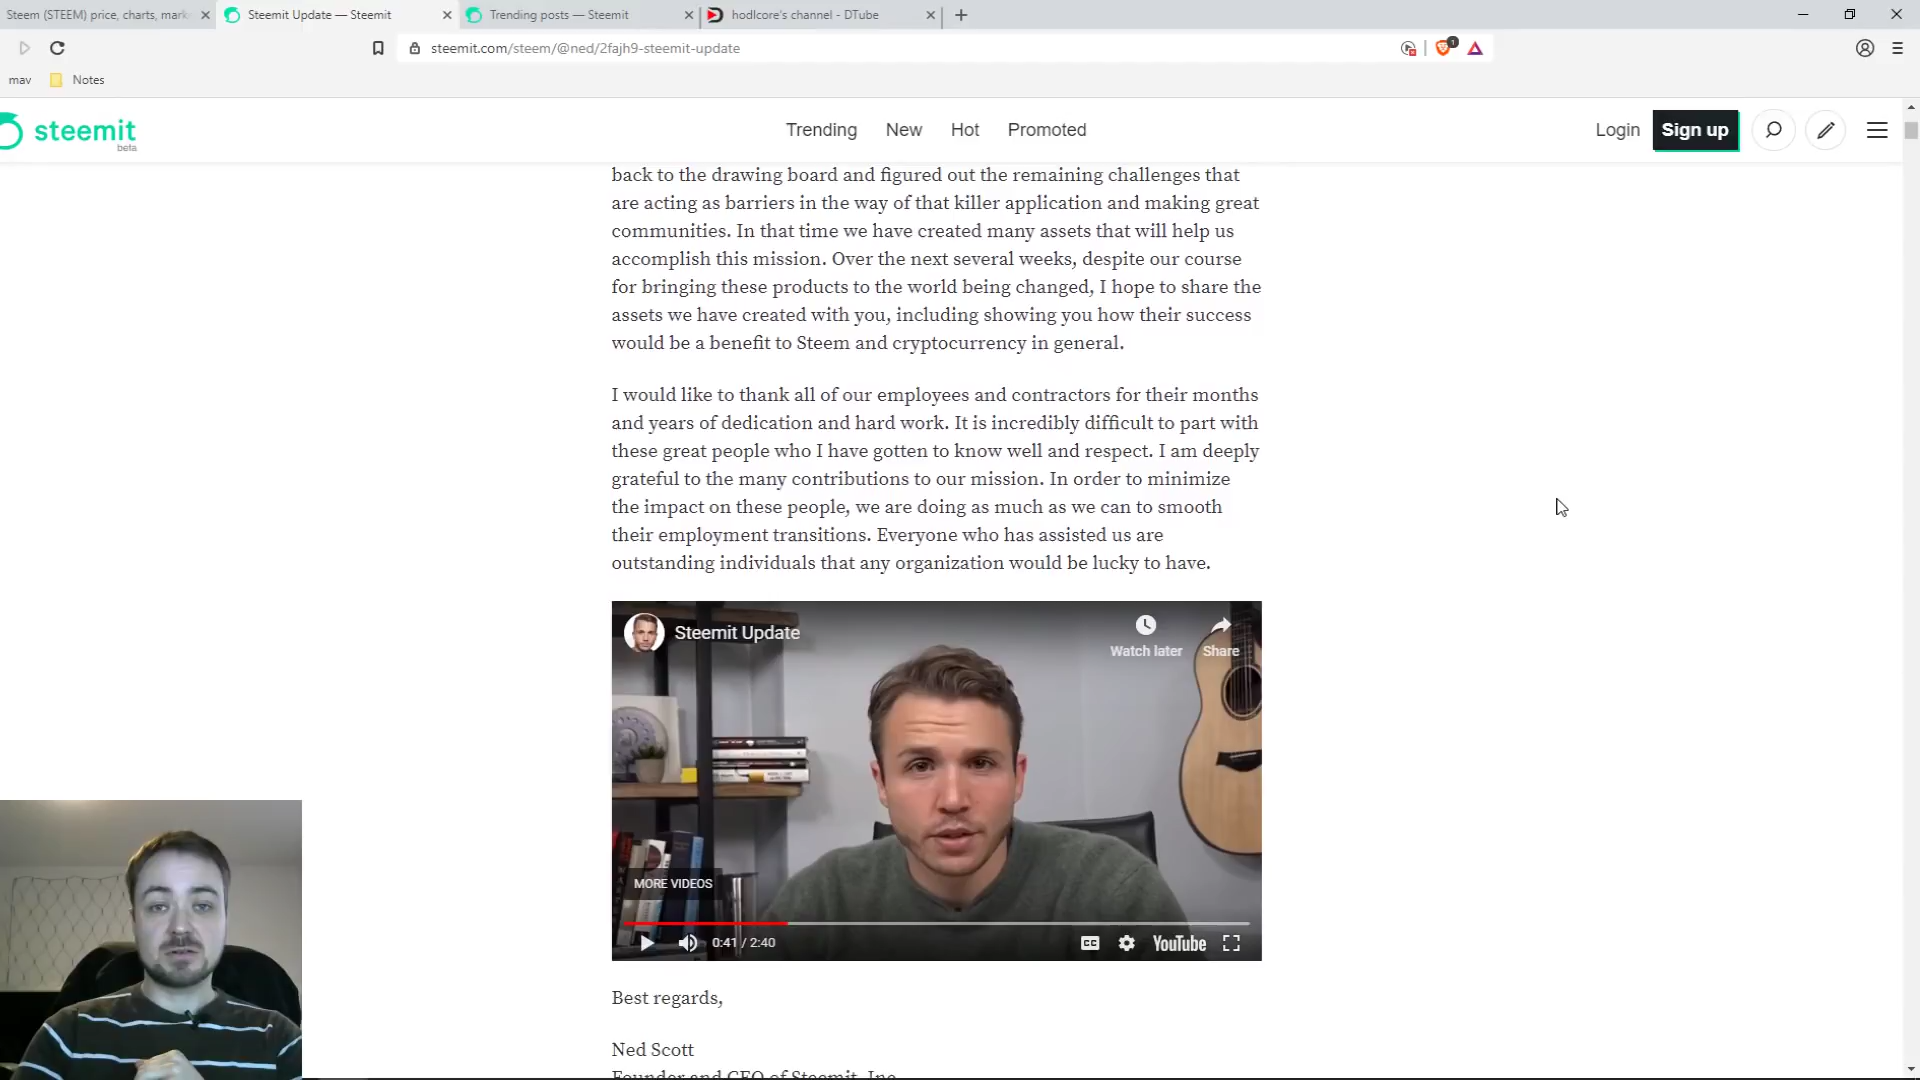 Steem (STEEM) price, charts, mark
Steemit Update — Steemit
Trending posts — Steemit
hodlcore's channel - DTube
steemit.com/steem/@ned/2fajh9-steemit-update
1
mav
Notes
steemit
beta
Trending
New
Hot
Promoted
Login
Sign up
back to the drawing board and figured out the remaining challenges that
are acting as barriers in the way of that killer application and making great
communities. In that time we have created many assets that will help us
accomplish this mission. Over the next several weeks, despite our course
for bringing these products to the world being changed, I hope to share the
assets we have created with you, including showing you how their success
would be a benefit to Steem and cryptocurrency in general.
I would like to thank all of our employees and contractors for their months
and years of dedication and hard work. It is incredibly difficult to part with
these great people who I have gotten to know well and respect. I am deeply
grateful to the many contributions to our mission. In order to minimize
the impact on these people, we are doing as much as we can to smooth
their employment transitions. Everyone who has assisted us are
outstanding individuals that any organization would be lucky to have.
Steemit Update
Watch later
Share
MORE VIDEOS
0:41 / 2:40
CC
YouTube
Best regards,
Ned Scott
Founder and CEO of Steemit, Inc.